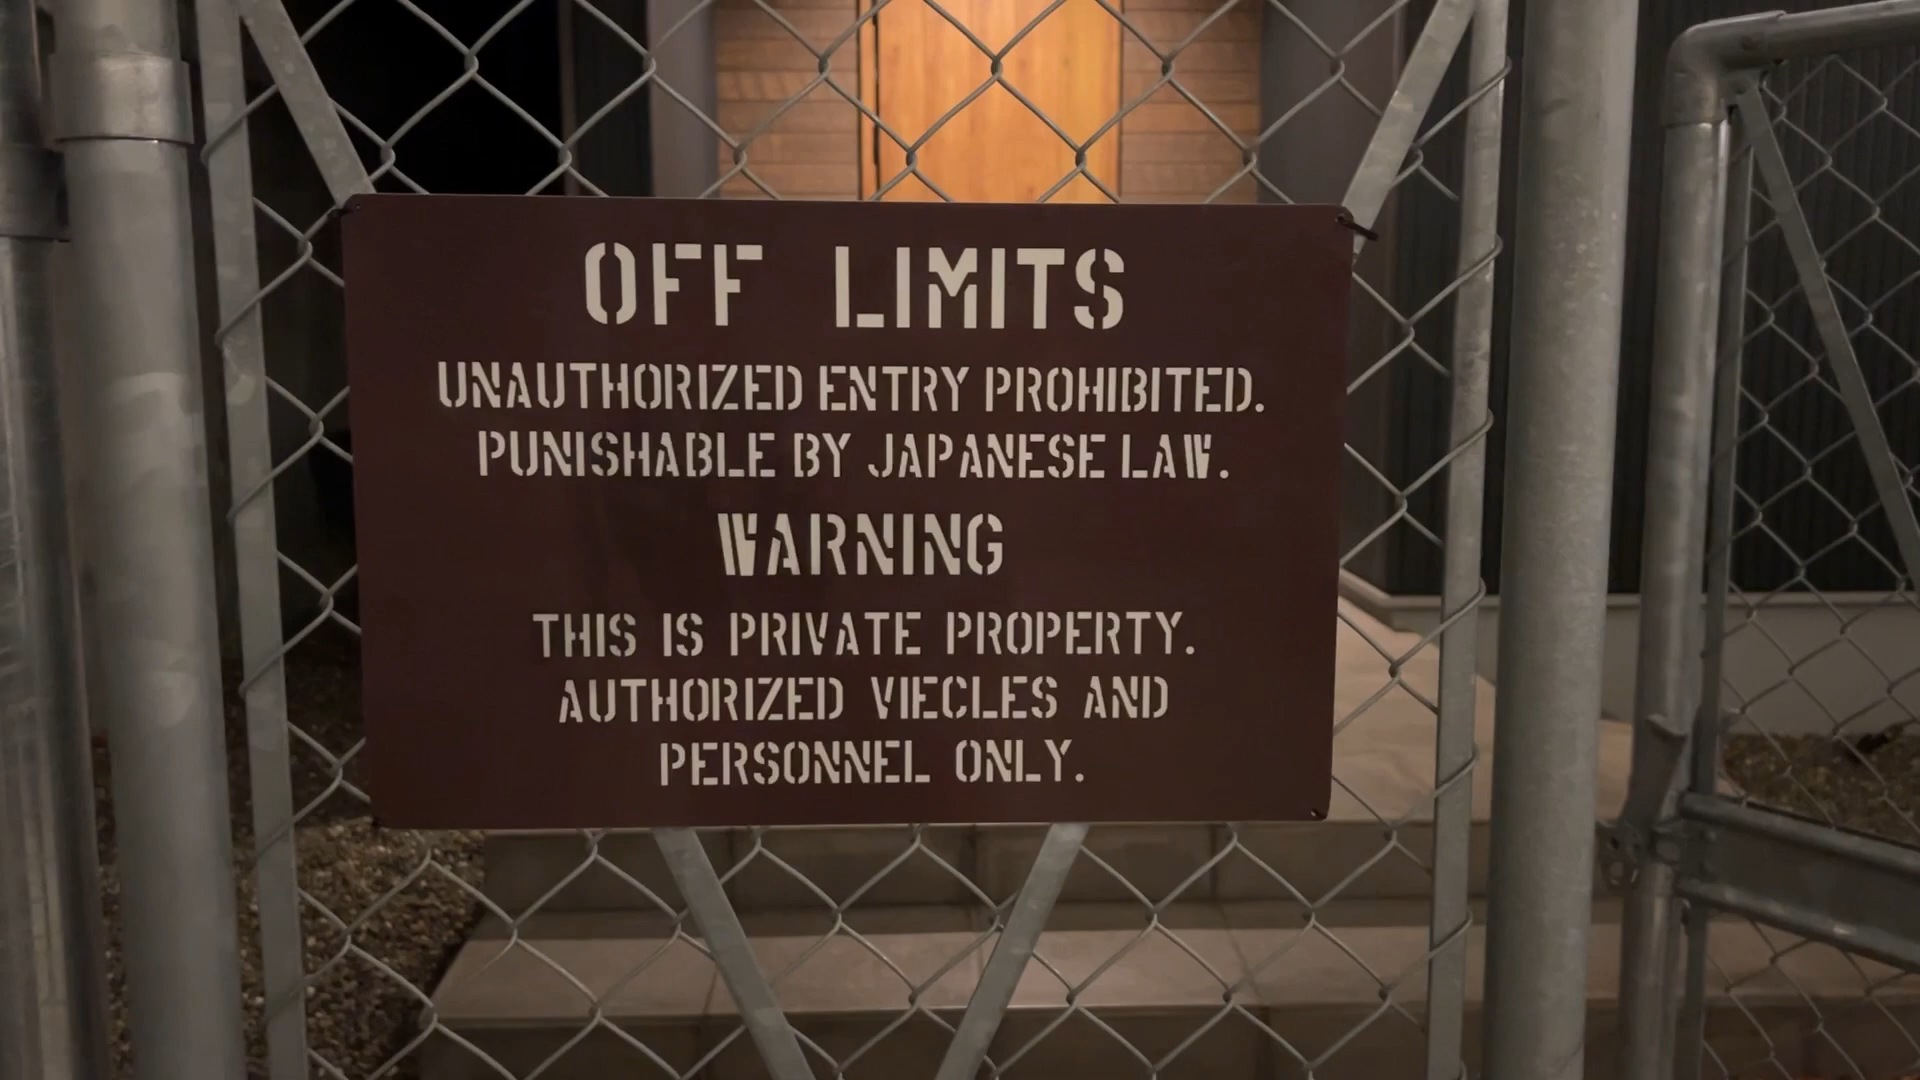 OFF LIMITS
UNAUTHORIZED ENTRY PROHIBITED.
PUNISHABLE BY JAPANESE LAW.
WARNING
THIS IS PRIVATE PROPERTY.
AUTHORIZED VIECLES AND
PERSONNEL ONLY.